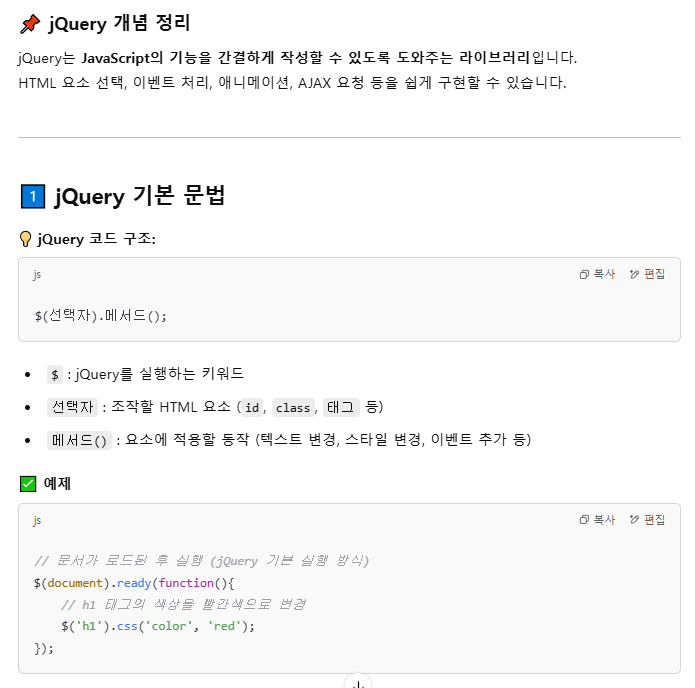 📌 jQuery 개념 정리
jQuery는 JavaScript의 기능을 간결하게 작성할 수 있도록 도와주는 라이브러리입니다.
HTML 요소 선택, 이벤트 처리, 애니메이션, AJAX 요청 등을 쉽게 구현할 수 있습니다.
1️⃣ jQuery 기본 문법
💡 jQuery 코드 구조:
js 복사 편집
$(선택자).메서드();
• $ : jQuery를 실행하는 키워드
• 선택자 : 조작할 HTML 요소 (id, class, 태그 등)
• 메서드() : 요소에 적용할 동작 (텍스트 변경, 스타일 변경, 이벤트 추가 등)
✅ 예제
js 복사 편집
// 문서가 로드된 후 실행 (jQuery 기본 실행 방식)
$(document).ready(function(){
    // h1 태그의 색상을 빨간색으로 변경
    $('h1').css('color', 'red');
});